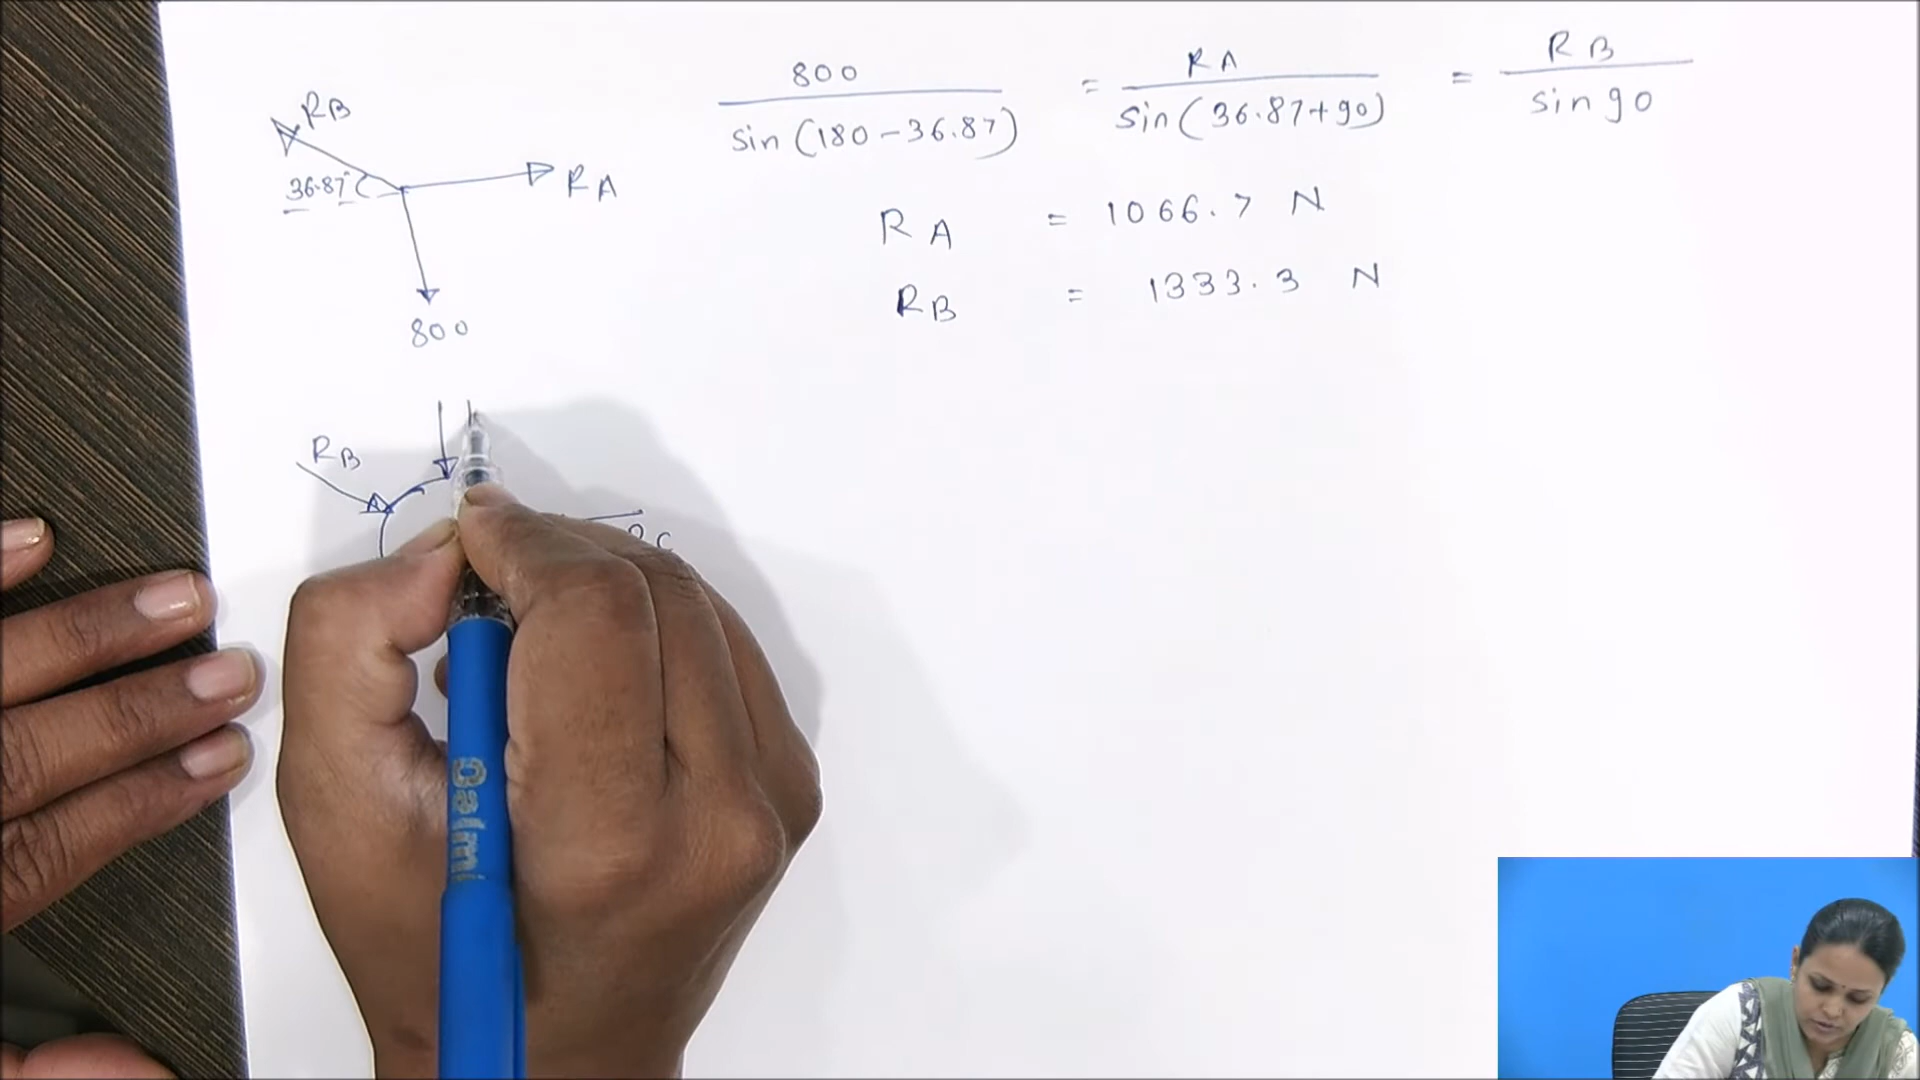 800 / sin (180 - 36.87) = RA / sin (36.87 + 90) = RB / sin 90
RB
36.87°
RA
800
RA = 1066.7 N
RB = 1333.3 N
RB